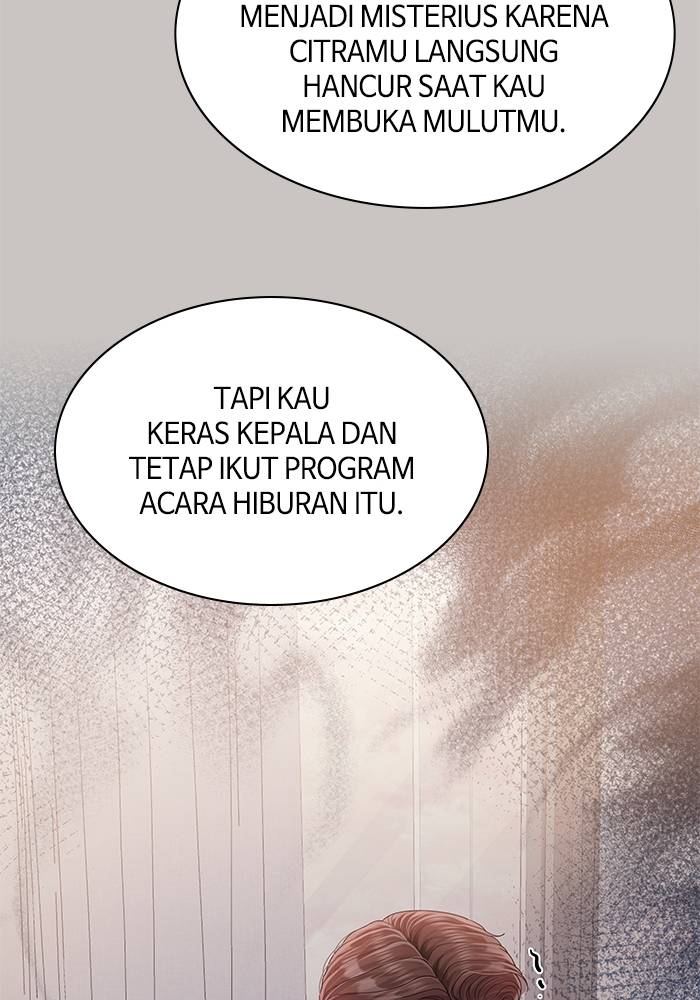 MENJADI MISTERIUS KARENA
CITRAMU LANGSUNG
HANCUR SAAT KAU
MEMBUKA MULUTMU.
TAPI KAU
KERAS KEPALA DAN
TETAP IKUT PROGRAM
ACARA HIBURAN ITU.